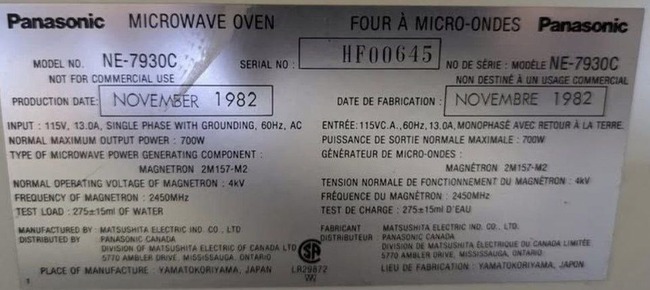 Panasonic MICROWAVE OVEN FOUR À MICRO-ONDES Panasonic
MODEL NO. NE-7930C SERIAL NO : HF00645 NO DE SÉRIE : MODÈLE NE-7930C
NOT FOR COMMERCIAL USE NON DESTINÉ À UN USAGE COMMERCIAL
PRODUCTION DATE: NOVEMBER 1982 DATE DE FABRICATION : NOVEMBRE 1982
INPUT : 115V, 13.0A, SINGLE PHASE WITH GROUNDING, 60Hz, AC
NORMAL MAXIMUM OUTPUT POWER : 700W
TYPE OF MICROWAVE POWER GENERATING COMPONENT :
MAGNETRON 2M157-M2
NORMAL OPERATING VOLTAGE OF MAGNETRON : 4kV
FREQUENCY OF MAGNETRON : 2450MHz
TEST LOAD : 275±15ml OF WATER
ENTRÉE: 115VC.A., 60Hz, 13.0A, MONOPHASÉ AVEC RETOUR À LA TERRE.
PUISSANCE DE SORTIE NORMALE MAXIMALE : 700W
GÉNÉRATEUR DE MICRO-ONDES :
MAGNÉTRON 2M157-M2
TENSION NORMALE DE FONCTIONNEMENT DU MAGNÉTRON : 4kV
FRÉQUENCE DU MAGNÉTRON : 2450MHz
TEST DE CHARGE : 275±15ml D'EAU
MANUFACTURED BY : MATSUSHITA ELECTRIC IND. CO., LTD.
DISTRIBUTED BY PANASONIC CANADA
DIVISION OF MATSUSHITA ELECTRIC OF CANADA LTD
5770 AMBLER DRIVE, MISSISSAUGA, ONTARIO
PLACE OF MANUFACTURE : YAMATOKORIYAMA, JAPAN
SA
LR29872
FABRICANT MATSUSHITA ELECTRIC IND. CO., LTD.
DISTRIBUTEUR : PANASONIC CANADA
DIVISION DE MATSUSHITA ÉLECTRIQUE DU CANADA LIMITÉE
5770 AMBLER DRIVE, MISSISSAUGA, ONTARIO
LIEU DE FABRICATION : YAMATOKORIYAMA, JAPON.
1